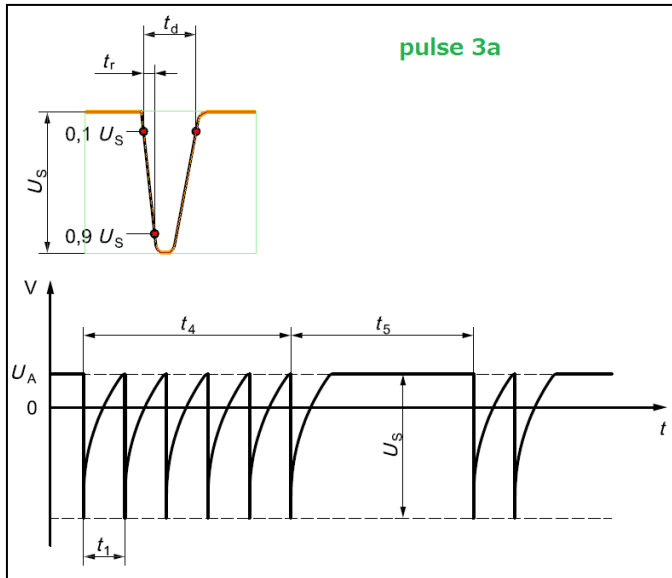 pulse 3a
t_d
t_r
0,1 U_S
U_S
0,9 U_S
V
t_4
t_5
U_A
0
U_S
t
t_1